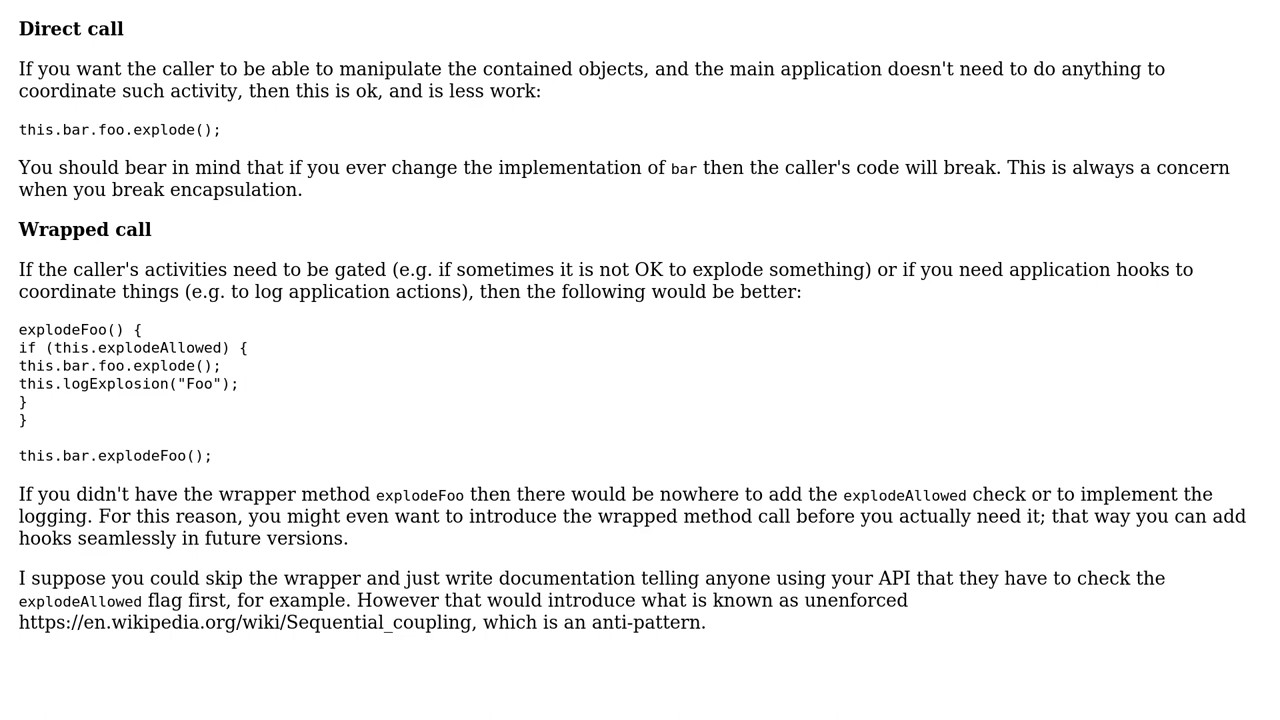 Direct call
If you want the caller to be able to manipulate the contained objects, and the main application doesn't need to do anything to
coordinate such activity, then this is ok, and is less work:
this.bar.foo.explode();
You should bear in mind that if you ever change the implementation of bar then the caller's code will break. This is always a concern
when you break encapsulation.
Wrapped call
If the caller's activities need to be gated (e.g. if sometimes it is not OK to explode something) or if you need application hooks to
coordinate things (e.g. to log application actions), then the following would be better:
explodeFoo() {
if (this.explodeAllowed) {
this.bar.foo.explode();
this.logExplosion("Foo");
}
}
this.bar.explodeFoo();
If you didn't have the wrapper method explodeFoo then there would be nowhere to add the explodeAllowed check or to implement the
logging. For this reason, you might even want to introduce the wrapped method call before you actually need it; that way you can add
hooks seamlessly in future versions.
I suppose you could skip the wrapper and just write documentation telling anyone using your API that they have to check the
explodeAllowed flag first, for example. However that would introduce what is known as unenforced
https://en.wikipedia.org/wiki/Sequential_coupling, which is an anti-pattern.